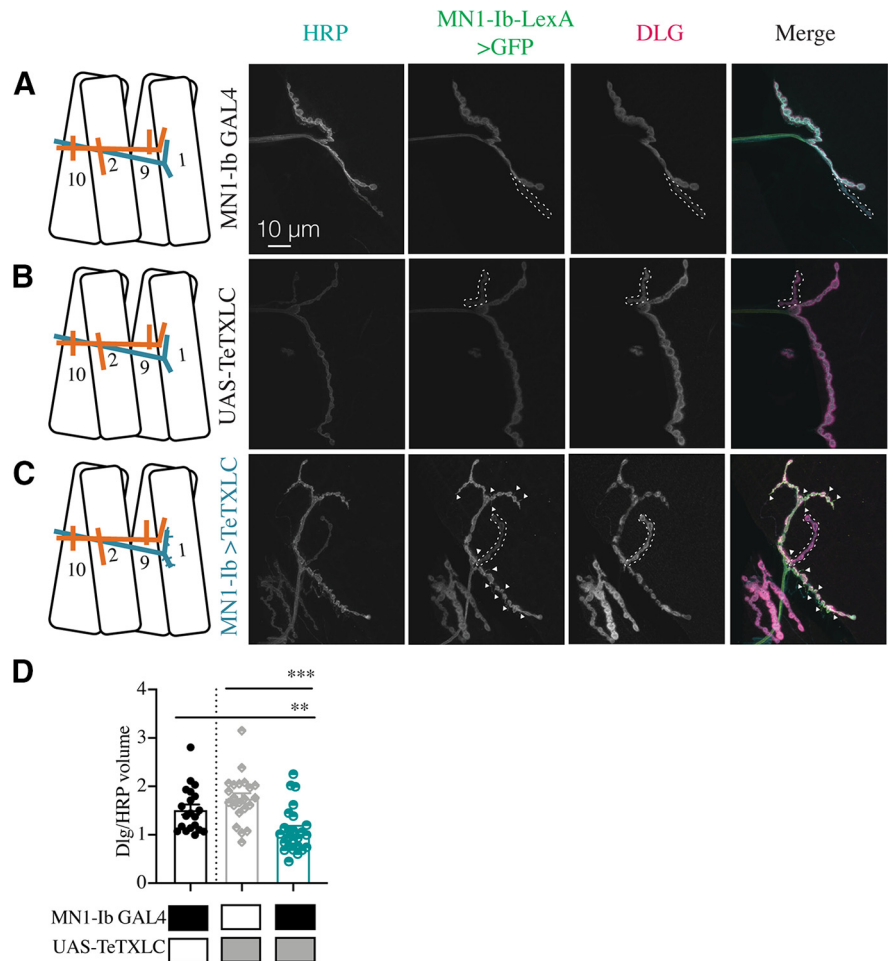 HRP
MN1-Ib-LexA
>GFP
DLG
Merge
A
10
2
9
1
MN1-Ib GAL4
10 µm
B
10
2
9
1
UAS-TeTXLC
C
10
2
9
1
MN1-Ib >TeTXLC
D
Dlg/HRP volume
4
3
2
1
0
***
**
MN1-Ib GAL4
UAS-TeTXLC